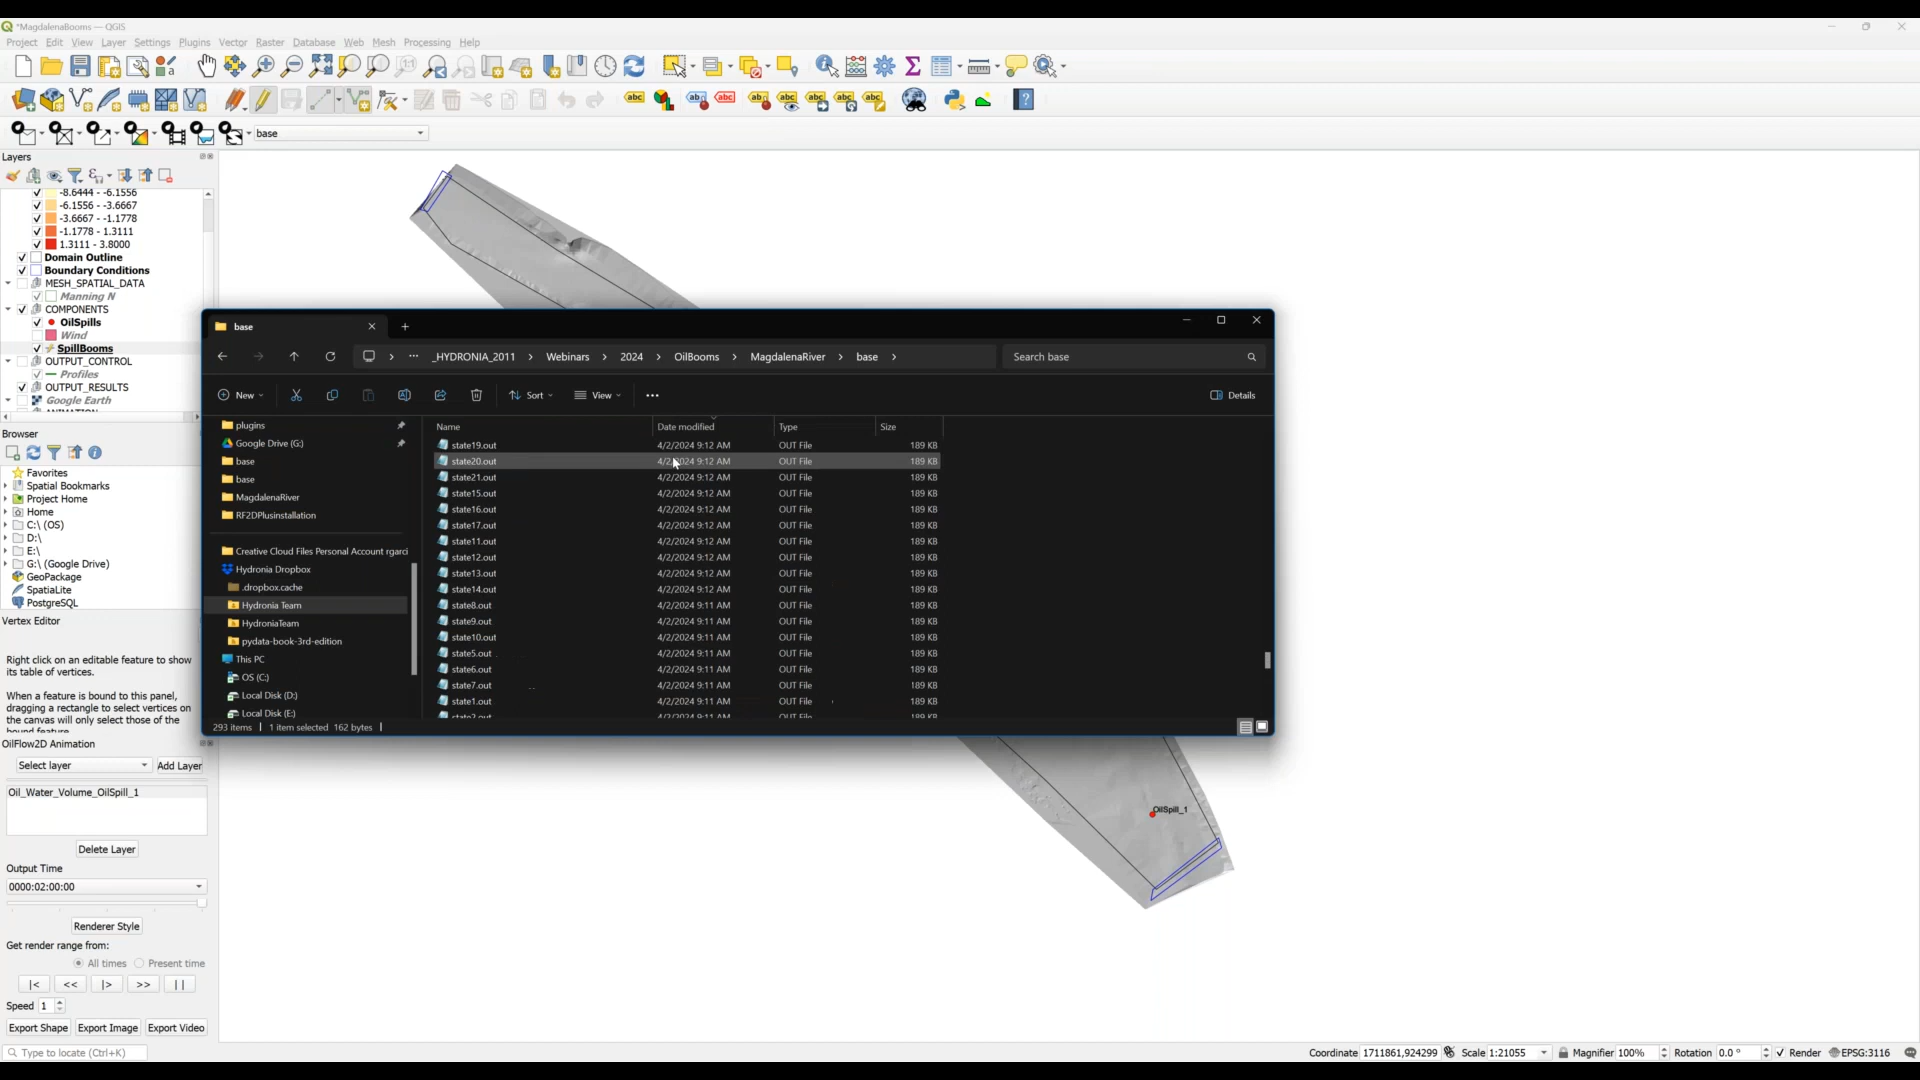 *MagdalenaBooms — QGIS
Project Edit View Layer Settings Plugins Vector Raster Database Web Mesh Processing Help
base
Layers
-8.6444 - -6.1556
-6.1556 - -3.6667
-3.6667 - -1.1778
-1.1778 - 1.3111
1.3111 - 3.8000
Domain Outline
Boundary Conditions
MESH_SPATIAL_DATA
Manning N
COMPONENTS
OilSpills
Wind
SpillBooms
OUTPUT_CONTROL
Profiles
OUTPUT_RESULTS
Google Earth
Browser
Favorites
Spatial Bookmarks
Project Home
Home
C:\ (OS)
D:\
E:\
G:\ (Google Drive)
GeoPackage
SpatiaLite
PostgreSQL
Vertex Editor
Right click on an editable feature to show
its table of vertices.
When a feature is bound to this panel,
dragging a rectangle to select vertices on
the canvas will only select those of the
bound feature.
OilFlow2D Animation
Select layer Add Layer
Oil_Water_Volume_OilSpill_1
Delete Layer
Output Time
0000:02:00:00
Renderer Style
Get render range from:
All times Present time
|< << |> >> ||
Speed 1
Export Shape Export Image Export Video
Type to locate (Ctrl+K)
base
_HYDRONIA_2011 > Webinars > 2024 > OilBooms > MagdalenaRiver > base >
Search base
New Sort View ••• Details
plugins
Google Drive (G:)
base
base
MagdalenaRiver
RF2DPlusinstallation
Creative Cloud Files Personal Account rgarci
Hydronia Dropbox
.dropbox.cache
Hydronia Team
HydroniaTeam
pydata-book-3rd-edition
This PC
OS (C:)
Local Disk (D:)
Local Disk (E:)
Name Date modified Type Size
state19.out 4/2/2024 9:12 AM OUT File 189 KB
state20.out 4/2/2024 9:12 AM OUT File 189 KB
state21.out 4/2/2024 9:12 AM OUT File 189 KB
state15.out 4/2/2024 9:12 AM OUT File 189 KB
state16.out 4/2/2024 9:12 AM OUT File 189 KB
state17.out 4/2/2024 9:12 AM OUT File 189 KB
state11.out 4/2/2024 9:12 AM OUT File 189 KB
state12.out 4/2/2024 9:12 AM OUT File 189 KB
state13.out 4/2/2024 9:12 AM OUT File 189 KB
state14.out 4/2/2024 9:12 AM OUT File 189 KB
state8.out 4/2/2024 9:11 AM OUT File 189 KB
state9.out 4/2/2024 9:11 AM OUT File 189 KB
state10.out 4/2/2024 9:11 AM OUT File 189 KB
state5.out 4/2/2024 9:11 AM OUT File 189 KB
state6.out 4/2/2024 9:11 AM OUT File 189 KB
state7.out 4/2/2024 9:11 AM OUT File 189 KB
state1.out 4/2/2024 9:11 AM OUT File 189 KB
state2.out 4/2/2024 9:11 AM OUT File 189 KB
293 items | 1 item selected 162 bytes |
OilSpill_1
Coordinate 1711861,924299 Scale 1:21055 Magnifier 100% Rotation 0.0 ° Render EPSG:3116